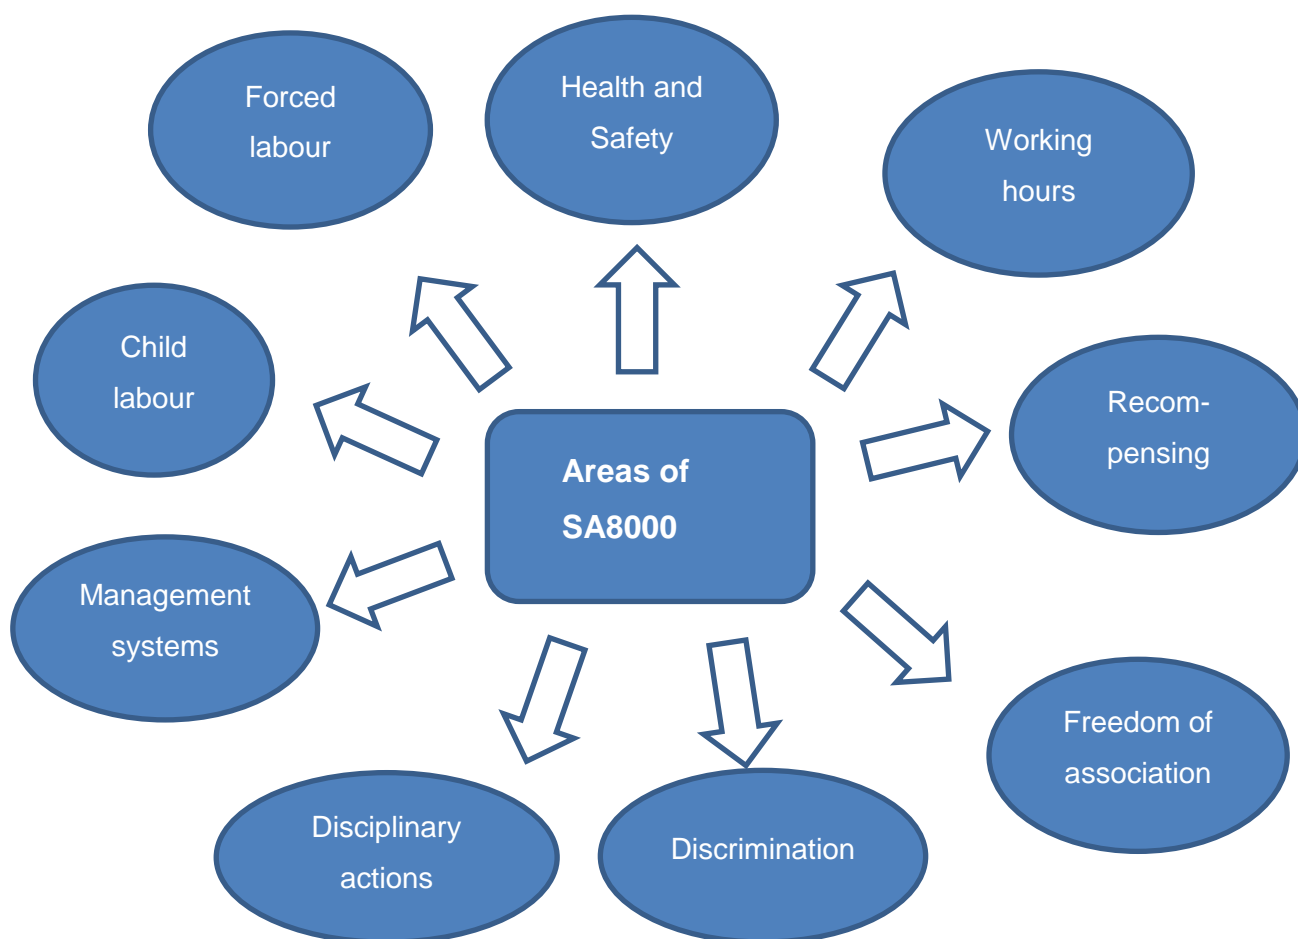 Forced
labour
Health and
Safety
Working
hours
Child
labour
Recom-
pensing
Areas of
SA8000
Management
systems
Freedom of
association
Disciplinary
actions
Discrimination